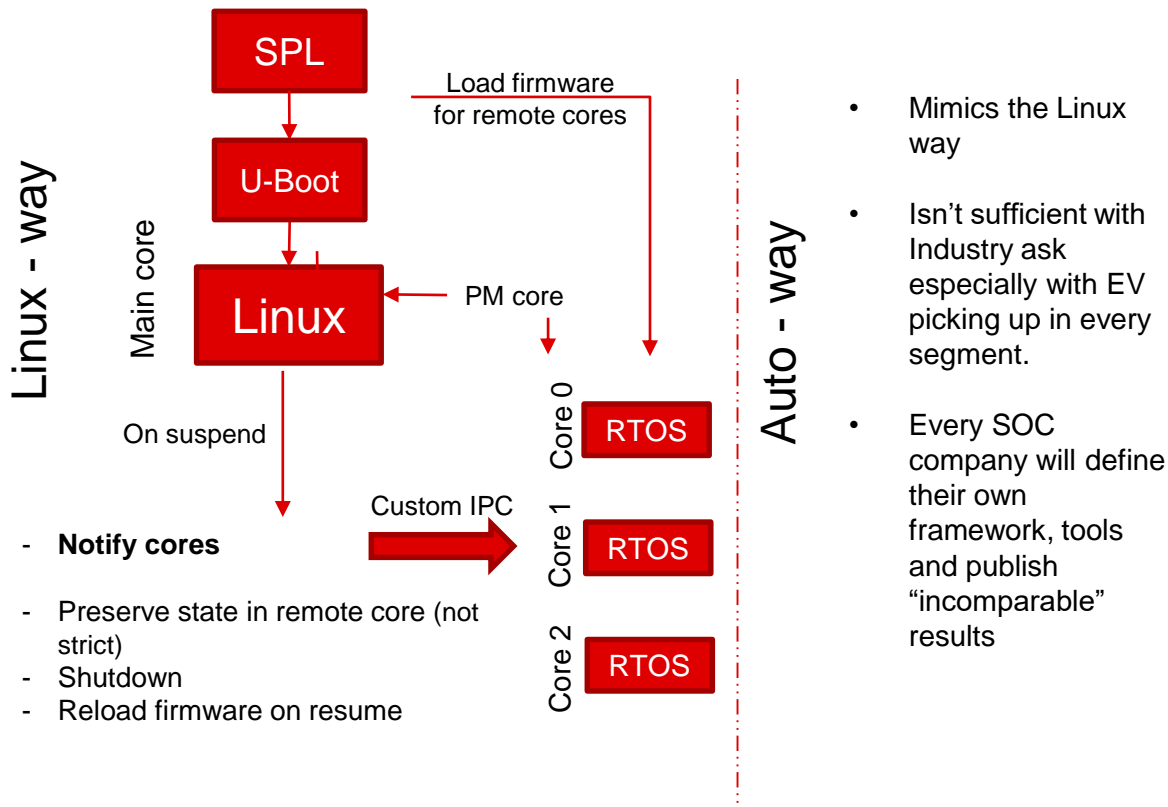 Linux - way
Main core
SPL
U-Boot
Linux
Load firmware
for remote cores
PM core
On suspend
- Notify cores
- Preserve state in remote core (not
strict)
- Shutdown
- Reload firmware on resume
Custom IPC
Core 0
RTOS
Core 1
RTOS
Core 2
RTOS
Auto - way
• Mimics the Linux
way
• Isn’t sufficient with
Industry ask
especially with EV
picking up in every
segment.
• Every SOC
company will define
their own
framework, tools
and publish
“incomparable”
results